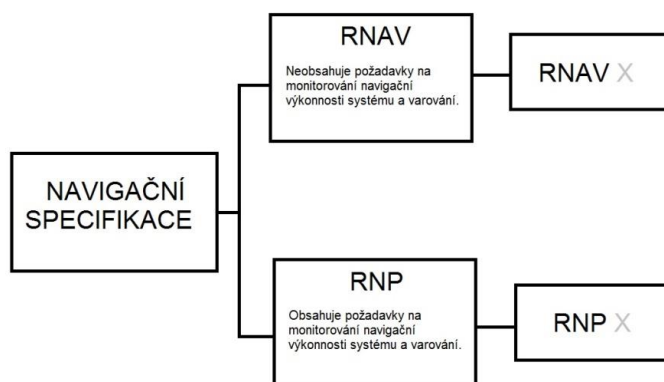 NAVIGAČNÍ
SPECIFIKACE
RNAV
Neobsahuje požadavky na
monitorování navigační
výkonnosti systému a varování.
RNAV X
RNP
Obsahuje požadavky na
monitorování navigační
výkonnosti systému a varování.
RNP X